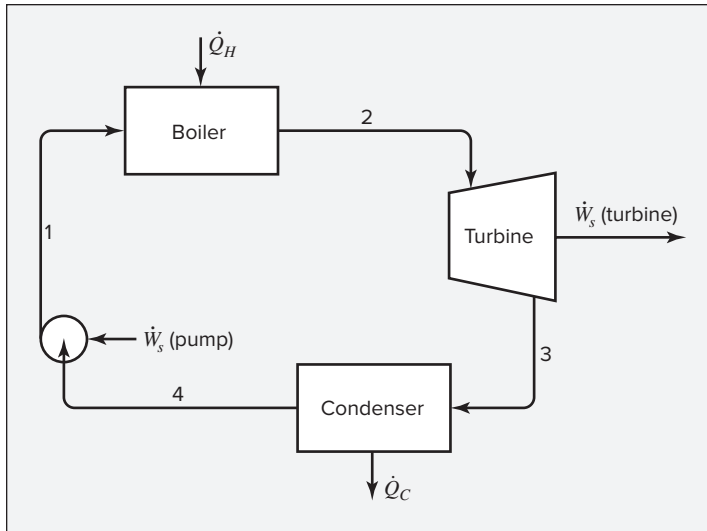 Q̇_H
Boiler
2
Turbine
Ẇ_s (turbine)
1
Ẇ_s (pump)
3
4
Condenser
Q̇_C